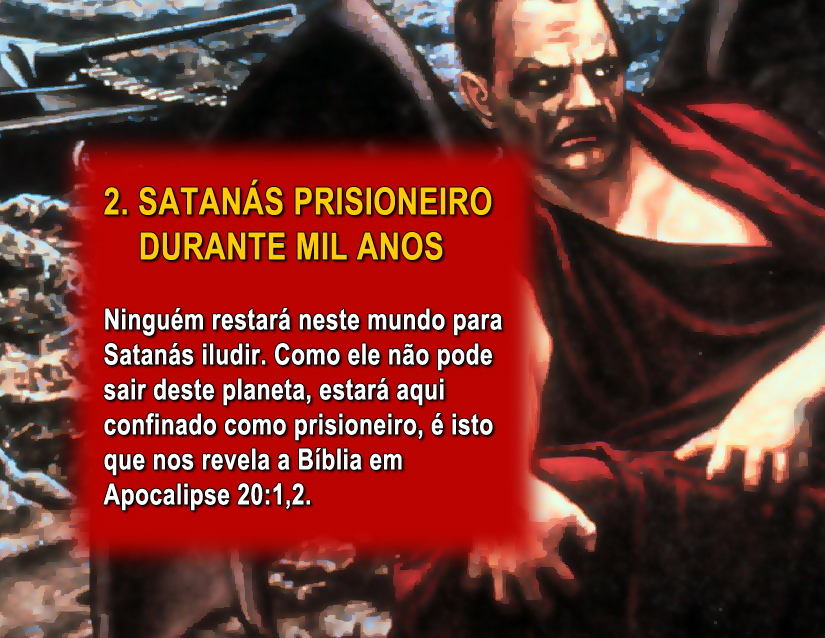 2. SATANÁS PRISIONEIRO
DURANTE MIL ANOS
Ninguém restará neste mundo para
Satanás iludir. Como ele não pode
sair deste planeta, estará aqui
confinado como prisioneiro, é isto
que nos revela a Bíblia em
Apocalipse 20:1,2.